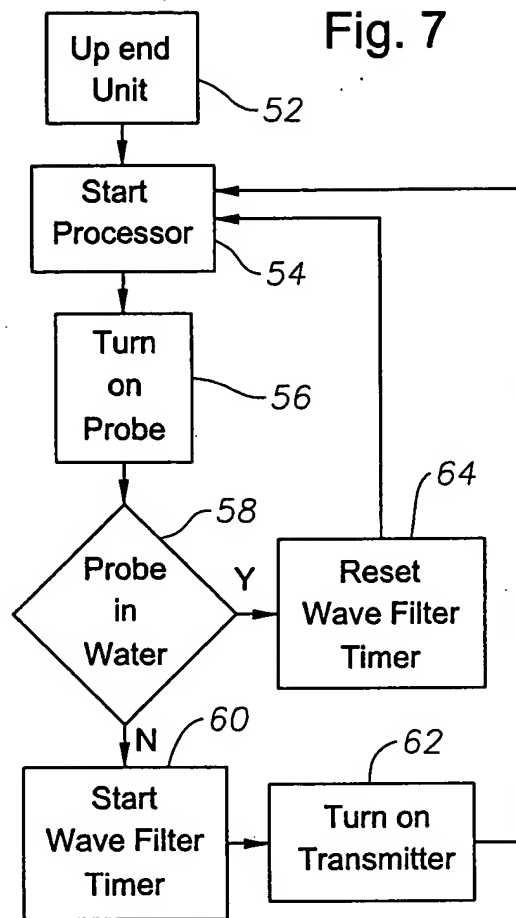 Fig. 7
Up end
Unit
52
Start
Processor
54
Turn
on
Probe
56
58
Probe
in
Water
Y
N
64
Reset
Wave Filter
Timer
60
Start
Wave Filter
Timer
62
Turn on
Transmitter